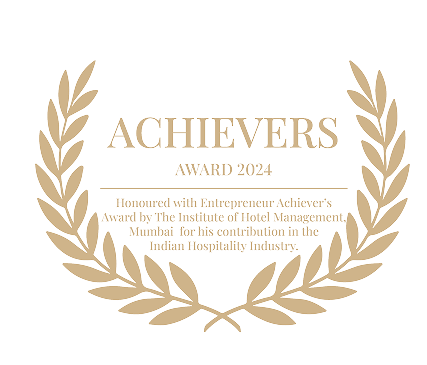 ACHIEVERS
AWARD 2024
Honoured with Entrepreneur Achiever's
Award by The Institute of Hotel Management,
Mumbai for his contribution in the
Indian Hospitality Industry.